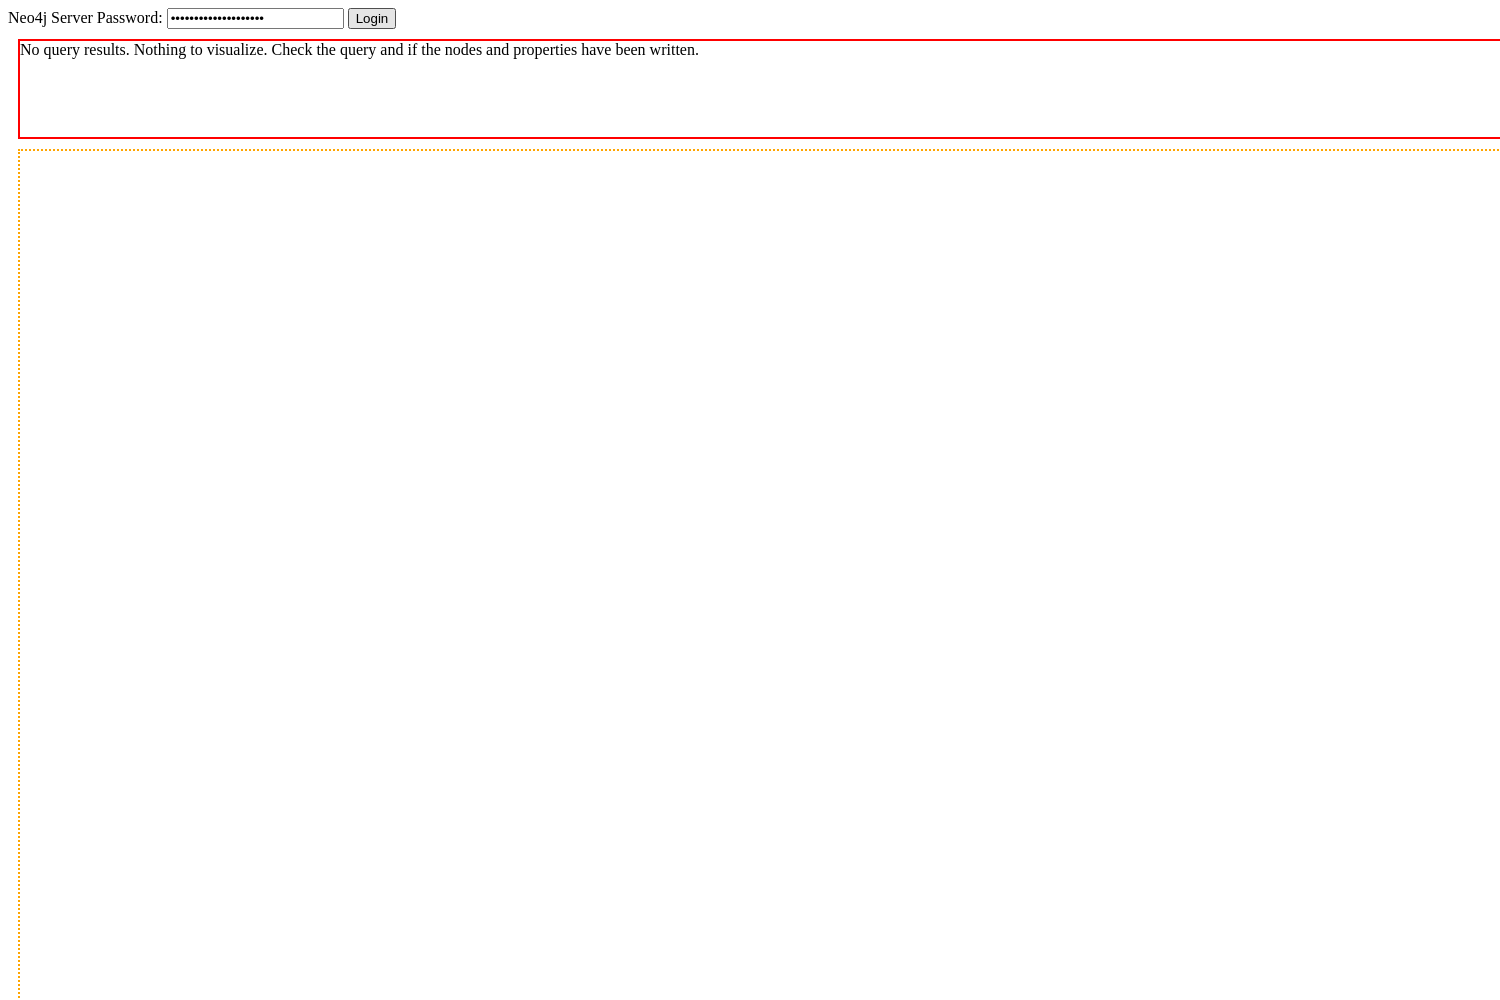 Neo4j Server Password: •••••••••••••••••••• Login
No query results. Nothing to visualize. Check the query and if the nodes and properties have been written.